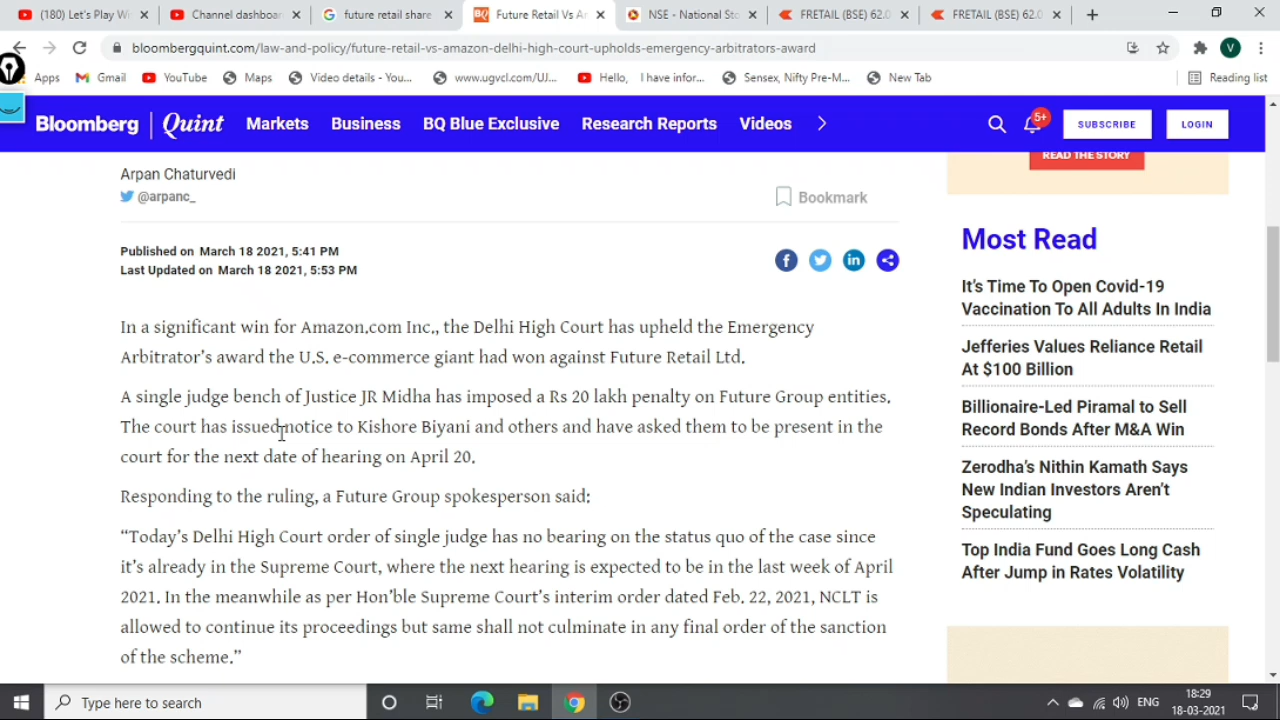 (180) Let's Play Wi
Channel dashboar
future retail share
Future Retail Vs Ar
NSE - National Sto
FRETAIL (BSE) 62.0
FRETAIL (BSE) 62.0
bloombergquint.com/law-and-policy/future-retail-vs-amazon-delhi-high-court-upholds-emergency-arbitrators-award
V
Apps
Gmail
YouTube
Maps
Video details - You...
www.ugvcl.com/UJ...
Hello, I have infor...
Sensex, Nifty Pre-M...
New Tab
Reading list
Bloomberg | Quint
Markets
Business
BQ Blue Exclusive
Research Reports
Videos
5+
SUBSCRIBE
LOGIN
Arpan Chaturvedi
@arpanc_
Bookmark
Published on March 18 2021, 5:41 PM
Last Updated on March 18 2021, 5:53 PM
In a significant win for Amazon.com Inc., the Delhi High Court has upheld the Emergency
Arbitrator's award the U.S. e-commerce giant had won against Future Retail Ltd.
A single judge bench of Justice JR Midha has imposed a Rs 20 lakh penalty on Future Group entities.
The court has issued notice to Kishore Biyani and others and have asked them to be present in the
court for the next date of hearing on April 20.
Responding to the ruling, a Future Group spokesperson said:
“Today's Delhi High Court order of single judge has no bearing on the status quo of the case since
it's already in the Supreme Court, where the next hearing is expected to be in the last week of April
2021. In the meanwhile as per Hon'ble Supreme Court's interim order dated Feb. 22, 2021, NCLT is
allowed to continue its proceedings but same shall not culminate in any final order of the sanction
of the scheme.”
READ THE STORY
Most Read
It's Time To Open Covid-19
Vaccination To All Adults In India
Jefferies Values Reliance Retail
At $100 Billion
Billionaire-Led Piramal to Sell
Record Bonds After M&A Win
Zerodha's Nithin Kamath Says
New Indian Investors Aren't
Speculating
Top India Fund Goes Long Cash
After Jump in Rates Volatility
Type here to search
ENG
18:29
18-03-2021